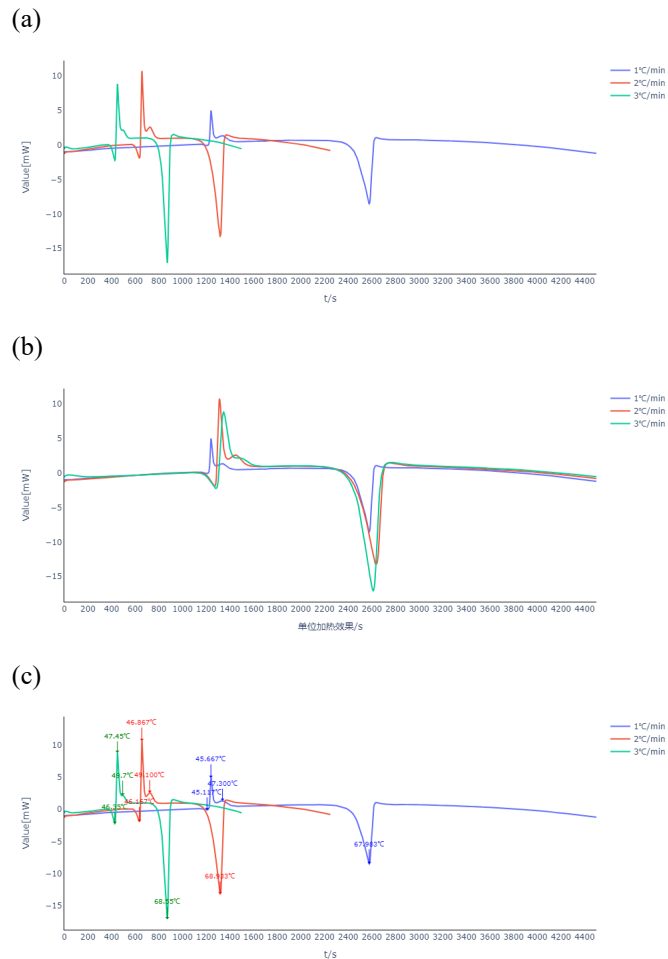 (a)
10
5
0
−5
−10
−15
Value[mW]
0 200 400 600 800 1000 1200 1400 1600 1800 2000 2200 2400 2600 2800 3000 3200 3400 3600 3800 4000 4200 4400
t/s
1℃/min
2℃/min
3℃/min
(b)
10
5
0
−5
−10
−15
Value[mW]
0 200 400 600 800 1000 1200 1400 1600 1800 2000 2200 2400 2600 2800 3000 3200 3400 3600 3800 4000 4200 4400
单位加热效果/s
1℃/min
2℃/min
3℃/min
(c)
10
5
0
−5
−10
−15
Value[mW]
46.867℃
47.45℃
45.667℃
49.100℃
47.300℃
45.117℃
46.167℃
67.983℃
68.55℃
0 200 400 600 800 1000 1200 1400 1600 1800 2000 2200 2400 2600 2800 3000 3200 3400 3600 3800 4000 4200 4400
t/s
1℃/min
2℃/min
3℃/min